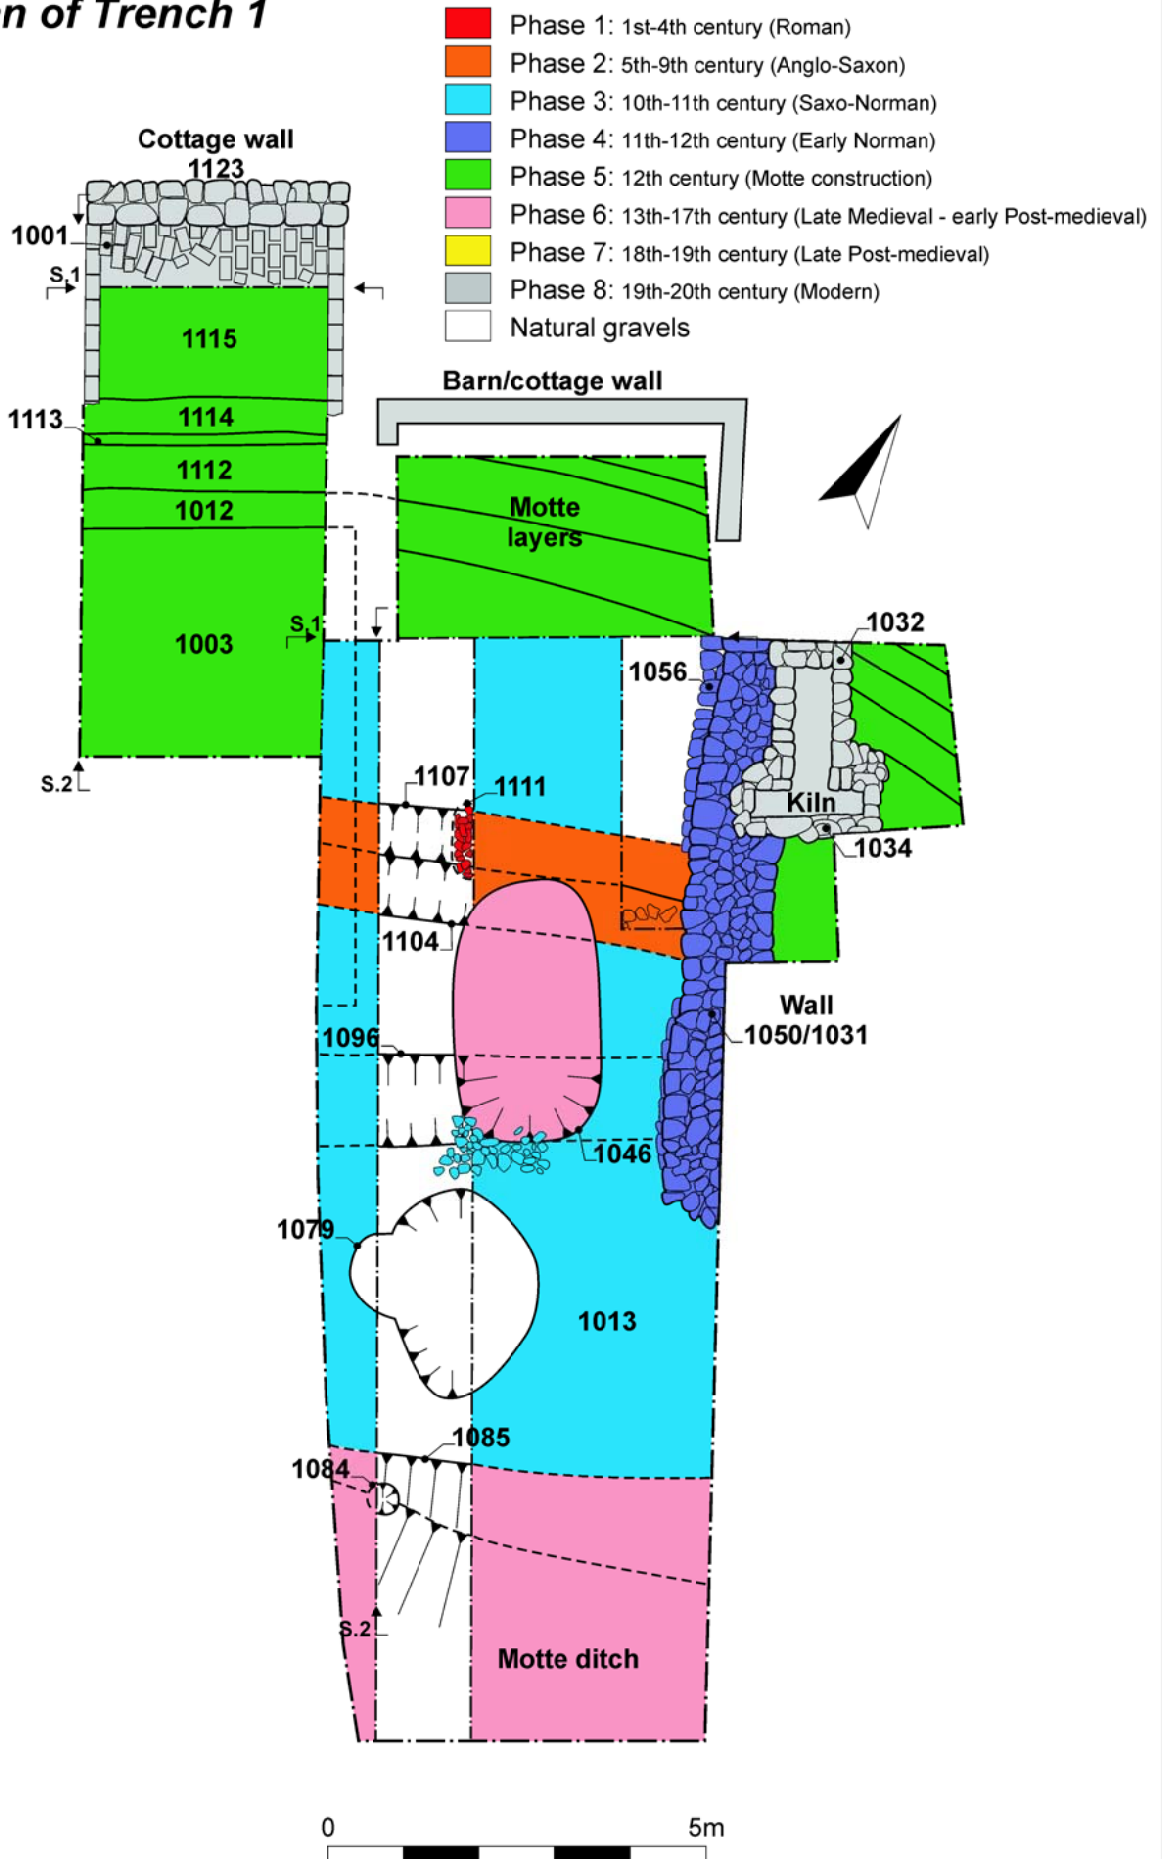 n of Trench 1
Phase 1: 1st-4th century (Roman)
Phase 2: 5th-9th century (Anglo-Saxon)
Phase 3: 10th-11th century (Saxo-Norman)
Phase 4: 11th-12th century (Early Norman)
Phase 5: 12th century (Motte construction)
Phase 6: 13th-17th century (Late Medieval - early Post-medieval)
Phase 7: 18th-19th century (Late Post-medieval)
Phase 8: 19th-20th century (Modern)
Natural gravels
Cottage wall
1123
1001
S.1
1115
Barn/cottage wall
1113
1114
1112
1012
Motte
layers
1003
S.1
1032
1056
S.2
1107
1111
Kiln
1034
1104
Wall
1050/1031
1096
1046
1079
1013
1085
1084
S.2
Motte ditch
0
5m